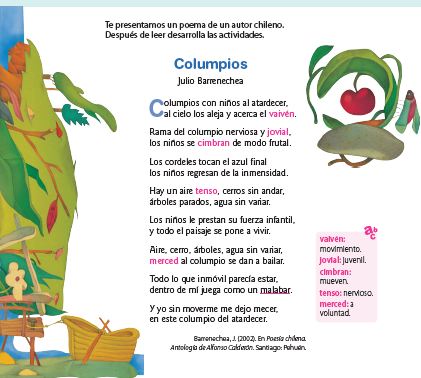 Te presentamos un poema de un autor chileno.
Después de leer desarrolla las actividades.
Columpios
Julio Barrenechea
Columpios con niños al atardecer,
al cielo los aleja y acerca el vaivén.
Rama del columpio nerviosa y jovial,
los niños se cimbran de modo frutal.
Los cordeles tocan el azul final
los niños regresan de la inmensidad.
Hay un aire tenso, cerros sin andar,
árboles parados, agua sin variar.
Los niños le prestan su fuerza infantil,
y todo el paisaje se pone a vivir.
Aire, cerro, árboles, agua sin variar,
merced al columpio se dan a bailar.
Todo lo que inmóvil parecía estar,
dentro de mí juega como un malabar.
Y yo sin moverme me dejo mecer,
en este columpio del atardecer.
Barrenechea, J. (2002). En Poesía chilena.
Antología de Alfonso Calderón. Santiago: Pehuén.
abc
vaivén:
movimiento.
jovial: juvenil.
cimbran:
mueven.
tenso: nervioso.
merced: a
voluntad.